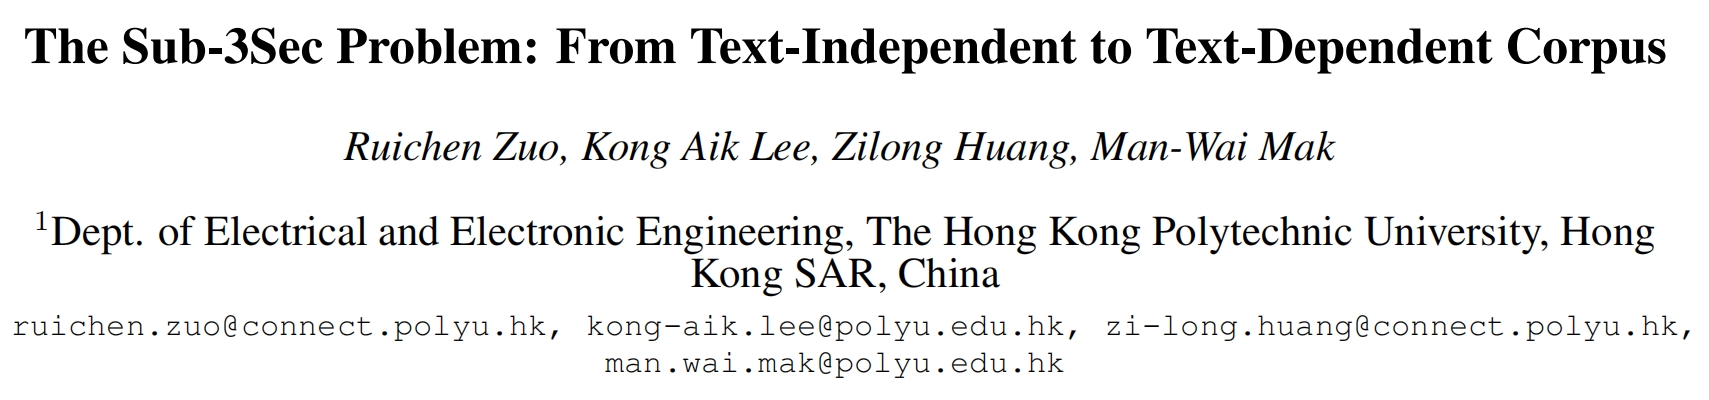 The Sub-3Sec Problem: From Text-Independent to Text-Dependent Corpus
Ruichen Zuo, Kong Aik Lee, Zilong Huang, Man-Wai Mak
¹Dept. of Electrical and Electronic Engineering, The Hong Kong Polytechnic University, Hong
Kong SAR, China
ruichen.zuo@connect.polyu.hk, kong-aik.lee@polyu.edu.hk, zi-long.huang@connect.polyu.hk,
man.wai.mak@polyu.edu.hk